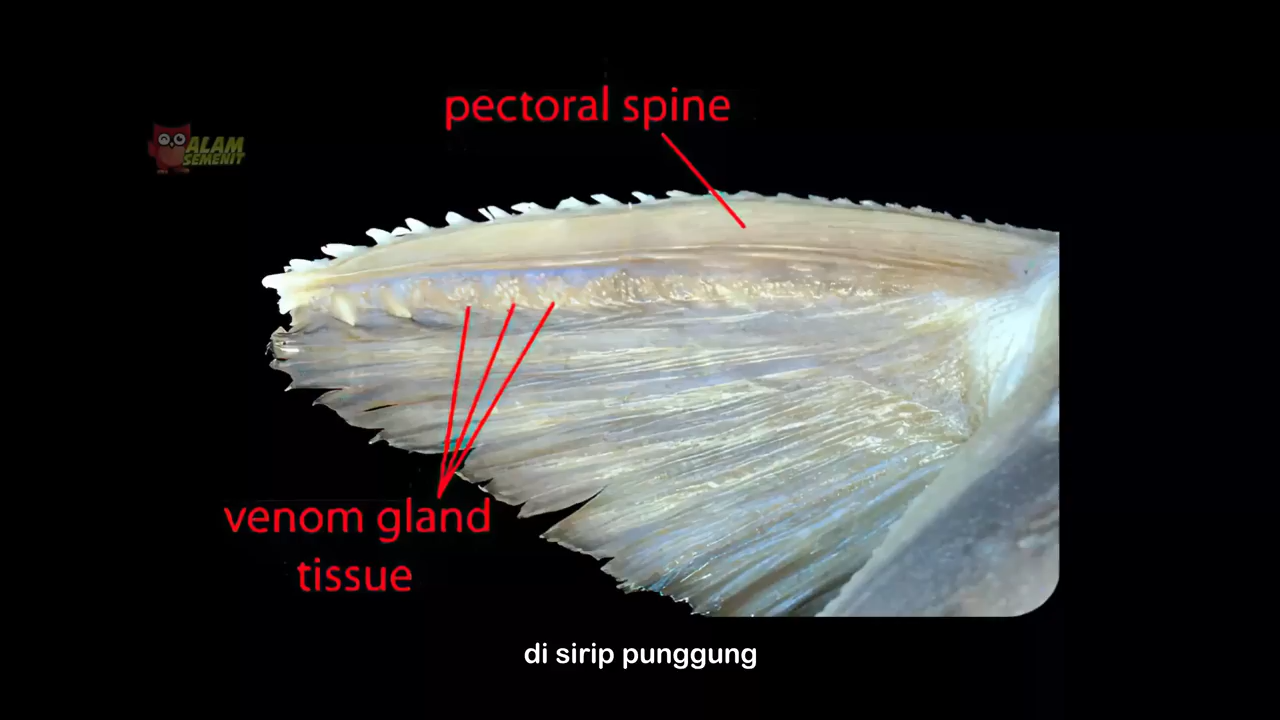 pectoral spine
ALAM
SEMENIT
venom gland
tissue
di sirip punggung